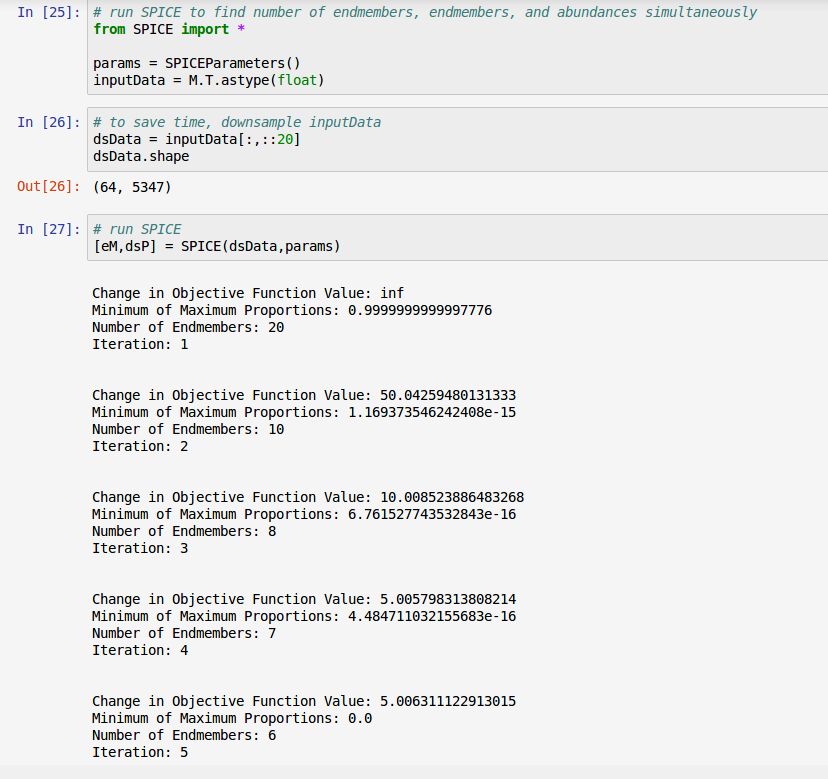 In [25]: # run SPICE to find number of endmembers, endmembers, and abundances simultaneously
from SPICE import *
params = SPICEParameters()
inputData = M.T.astype(float)
In [26]: # to save time, downsample inputData
dsData = inputData[:,::20]
dsData.shape
Out[26]: (64, 5347)
In [27]: # run SPICE
[eM,dsP] = SPICE(dsData,params)
Change in Objective Function Value: inf
Minimum of Maximum Proportions: 0.9999999999997776
Number of Endmembers: 20
Iteration: 1
Change in Objective Function Value: 50.04259480131333
Minimum of Maximum Proportions: 1.169373546242408e-15
Number of Endmembers: 10
Iteration: 2
Change in Objective Function Value: 10.008523886483268
Minimum of Maximum Proportions: 6.761527743532843e-16
Number of Endmembers: 8
Iteration: 3
Change in Objective Function Value: 5.005798313808214
Minimum of Maximum Proportions: 4.484711032155683e-16
Number of Endmembers: 7
Iteration: 4
Change in Objective Function Value: 5.006311122913015
Minimum of Maximum Proportions: 0.0
Number of Endmembers: 6
Iteration: 5